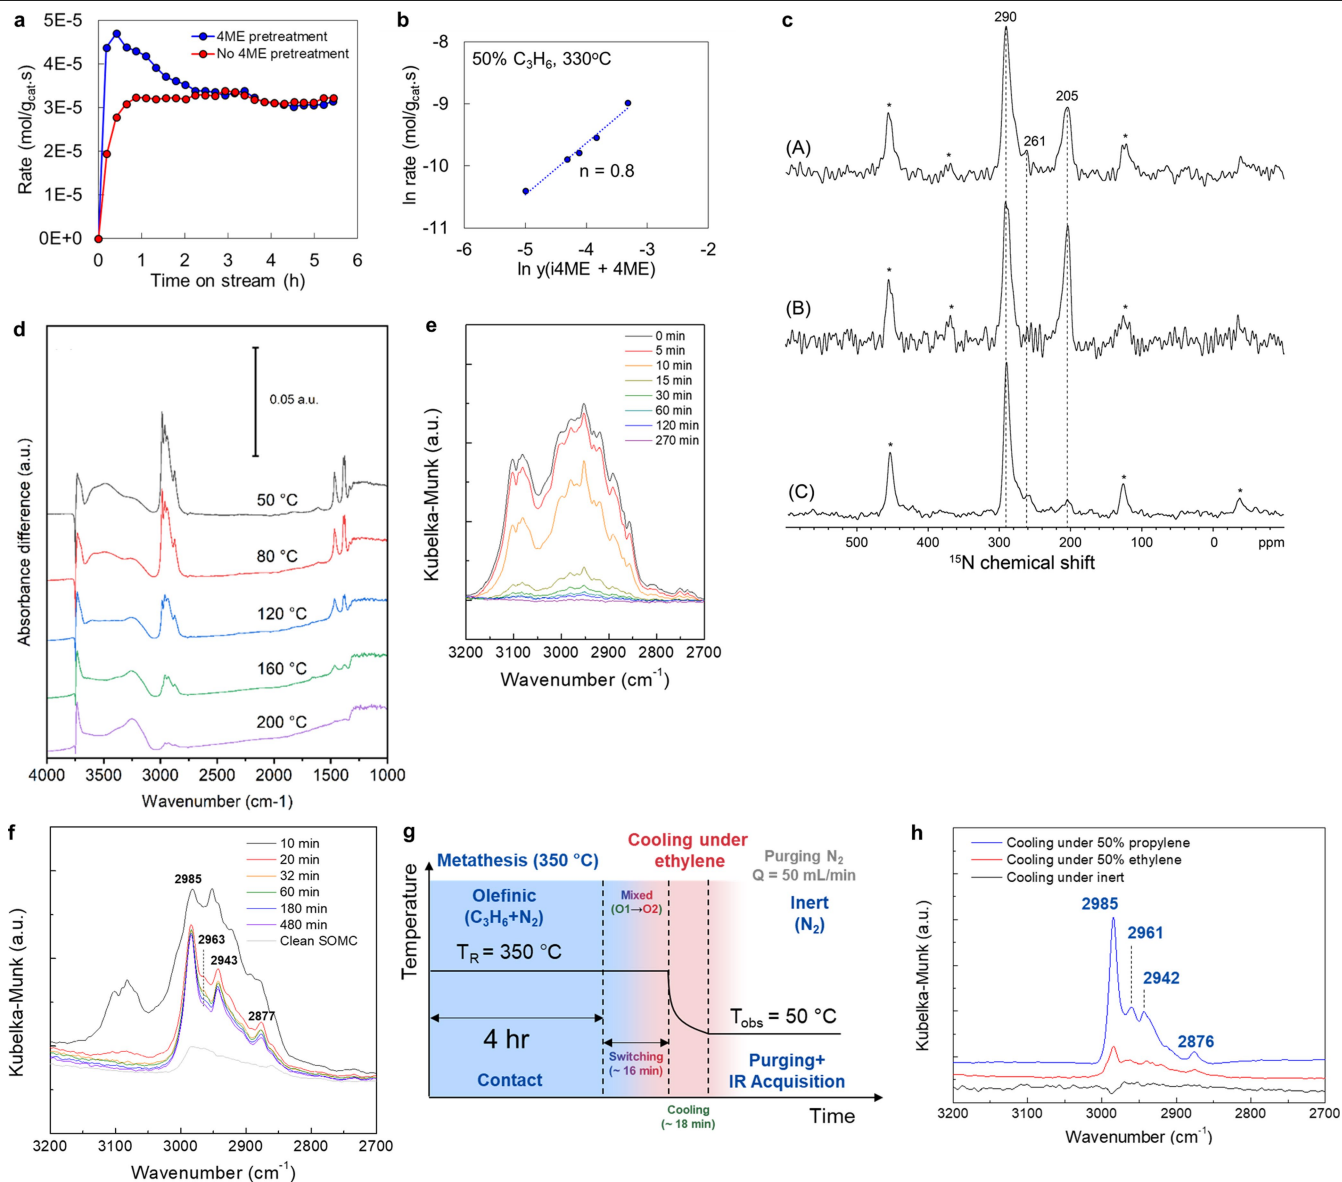 a
5E-5
4E-5
3E-5
2E-5
1E-5
0E+0
Rate (mol/gcat.s)
4ME pretreatment
No 4ME pretreatment
0 1 2 3 4 5 6
Time on stream (h)
b
-8
-9
-10
-11
ln rate (mol/gcat·s)
50% C3H6, 330ºC
n = 0.8
-6 -5 -4 -3 -2
ln y(i4ME + 4ME)
c
290
205
261
(A)
* * *
(B)
* * *
(C)
* * *
500 400 300 200 100 0 ppm
15N chemical shift
d
Absorbance difference (a.u.)
0.05 a.u.
50 °C
80 °C
120 °C
160 °C
200 °C
4000 3500 3000 2500 2000 1500 1000
Wavenumber (cm-1)
e
Kubelka-Munk (a.u.)
0 min
5 min
10 min
15 min
30 min
60 min
120 min
270 min
3200 3100 3000 2900 2800 2700
Wavenumber (cm-1)
f
Kubelka-Munk (a.u.)
10 min
20 min
32 min
60 min
180 min
480 min
Clean SOMC
2985
2963
2943
2877
3200 3100 3000 2900 2800 2700
Wavenumber (cm-1)
g
Temperature
Metathesis (350 °C)
Cooling under
ethylene
Purging N2
Q = 50 mL/min
Olefinic
(C3H6+N2)
Mixed
(O1→O2)
Inert
(N2)
TR = 350 °C
Tobs = 50 °C
4 hr
Switching
(~ 16 min)
Contact
Purging+
IR Acquisition
Cooling
(~ 18 min)
Time
h
Kubelka-Munk (a.u.)
Cooling under 50% propylene
Cooling under 50% ethylene
Cooling under inert
2985
2961
2942
2876
3200 3100 3000 2900 2800 2700
Wavenumber (cm-1)